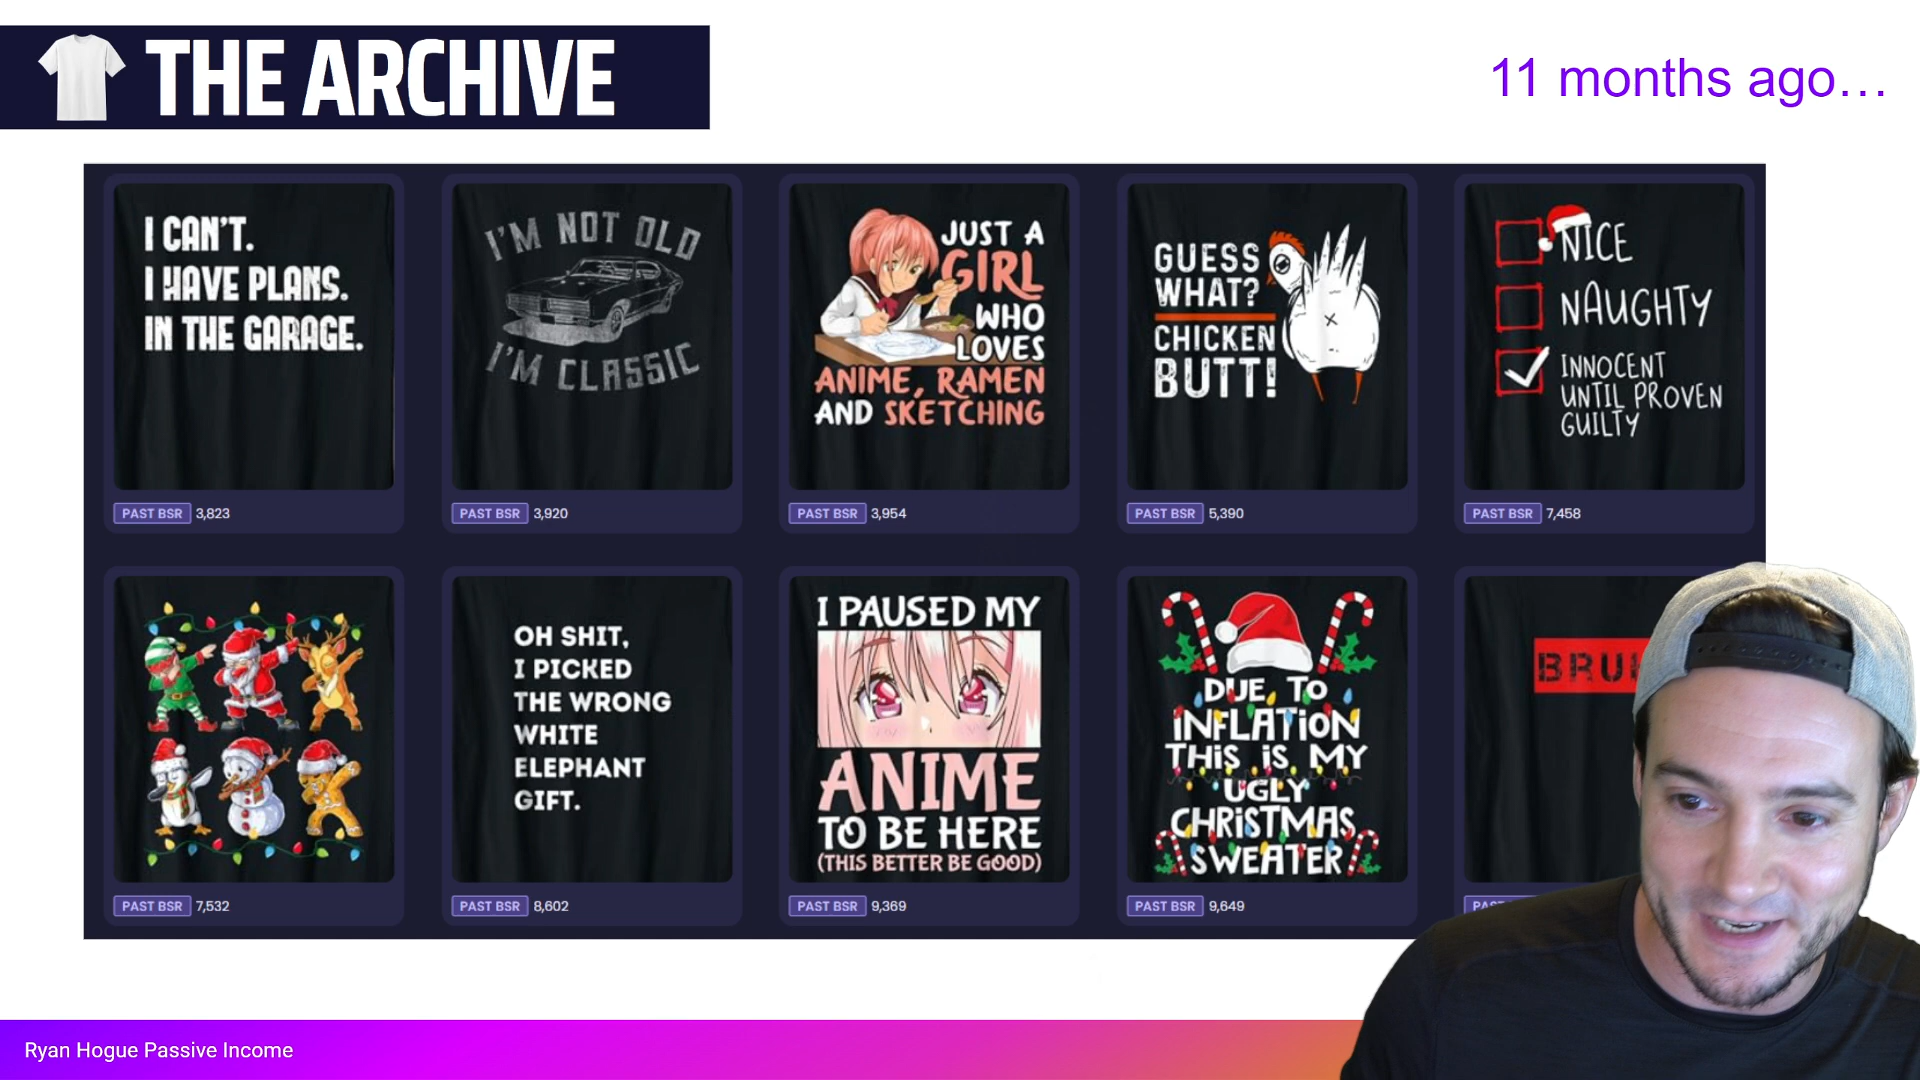 THE ARCHIVE
11 months ago...
I CAN'T.
I HAVE PLANS.
IN THE GARAGE.
PAST BSR 3,823
I'M NOT OLD
I'M CLASSIC
PAST BSR 3,920
JUST A
GIRL
WHO
LOVES
ANIME, RAMEN
AND SKETCHING
PAST BSR 3,954
GUESS
WHAT?
CHICKEN
BUTT!
PAST BSR 5,390
NICE
NAUGHTY
INNOCENT
UNTIL PROVEN
GUILTY
PAST BSR 7,458
PAST BSR 7,532
OH SHIT,
I PICKED
THE WRONG
WHITE
ELEPHANT
GIFT.
PAST BSR 8,602
I PAUSED MY
ANIME
TO BE HERE
(THIS BETTER BE GOOD)
PAST BSR 9,369
DUE TO
INFLATION
THIS IS MY
UGLY
CHRISTMAS
SWEATER
PAST BSR 9,649
Ryan Hogue Passive Income